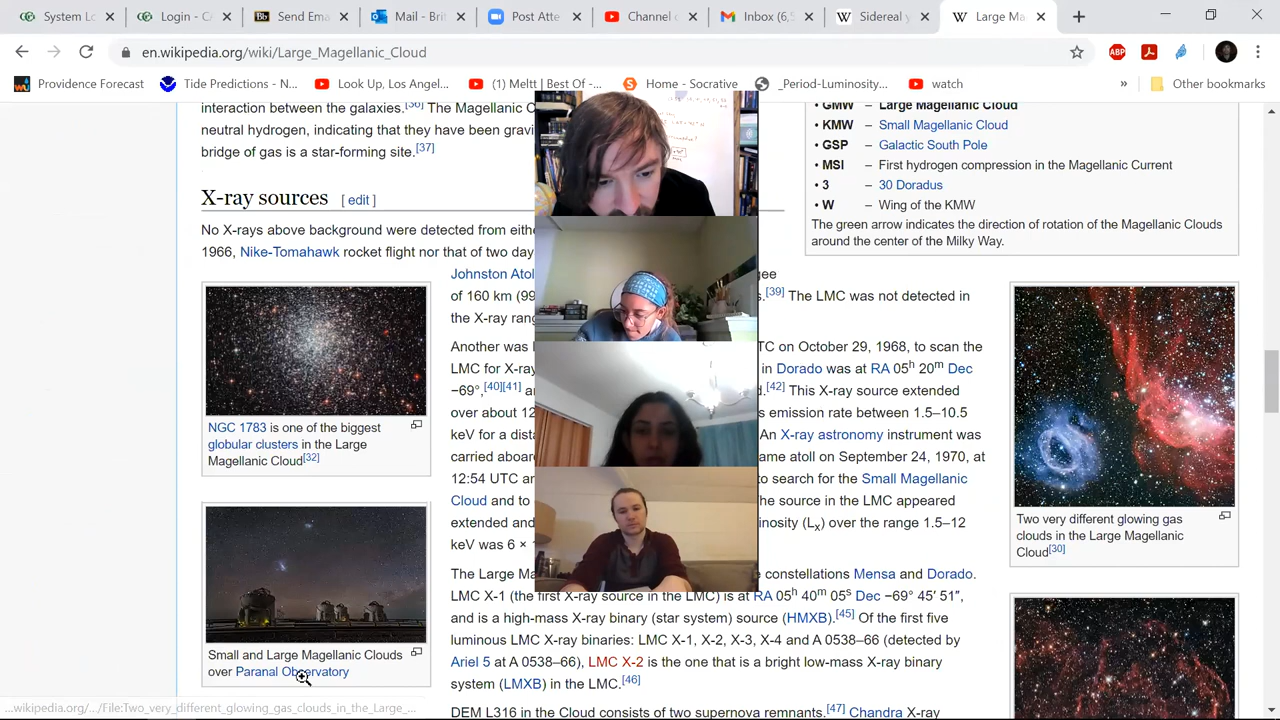 System L
Login - C
Send Ema
Mail - Bri
Post Atte
Channel c
Inbox (6,5
Sidereal y
Large Ma
en.wikipedia.org/wiki/Large_Magellanic_Cloud
Providence Forecast
Tide Predictions - N...
Look Up, Los Angel...
(1) Meltt | Best Of -...
Home - Socrative
_Period-Luminosity...
watch
»
Other bookmarks
interaction between the galaxies.[36] The Magellanic C
neutral hydrogen, indicating that they have been gravi
bridge of gas is a star-forming site.[37]
X-ray sources [ edit ]
No X-rays above background were detected from eith
1966, Nike-Tomahawk rocket flight nor that of two day
NGC 1783 is one of the biggest
globular clusters in the Large
Magellanic Cloud[32]
Small and Large Magellanic Clouds
over Paranal Observatory
Johnston Atol gee
of 160 km (99 s.[39] The LMC was not detected in
the X-ray ran
Another was TC on October 29, 1968, to scan the
LMC for X-ray in Dorado was at RA 05h 20m Dec
−69°,[40][41] a d.[42] This X-ray source extended
over about 12 s emission rate between 1.5–10.5
keV for a dista An X-ray astronomy instrument was
carried aboar ame atoll on September 24, 1970, at
12:54 UTC a to search for the Small Magellanic
Cloud and to he source in the LMC appeared
extended and nosity (Lx) over the range 1.5–12
keV was 6 ×
The Large Ma e constellations Mensa and Dorado.
LMC X-1 (the first X-ray source in the LMC) is at RA 05h 40m 05s Dec −69° 45′ 51″,
and is a high-mass X-ray binary (star system) source (HMXB).[45] Of the first five
luminous LMC X-ray binaries: LMC X-1, X-2, X-3, X-4 and A 0538–66 (detected by
Ariel 5 at A 0538–66), LMC X-2 is the one that is a bright low-mass X-ray binary
system (LMXB) in the LMC.[46]
DEM L316 in the Cloud consists of two supernova remnants.[47] Chandra X-ray
• GMW – Large Magellanic Cloud
• KMW – Small Magellanic Cloud
• GSP – Galactic South Pole
• MSI – First hydrogen compression in the Magellanic Current
• 3 – 30 Doradus
• W – Wing of the KMW
The green arrow indicates the direction of rotation of the Magellanic Clouds
around the center of the Milky Way.
Two very different glowing gas
clouds in the Large Magellanic
Cloud[30]
...wikipedia.org/.../File:Two_very_different_glowing_gas_clouds_in_the_Large_...